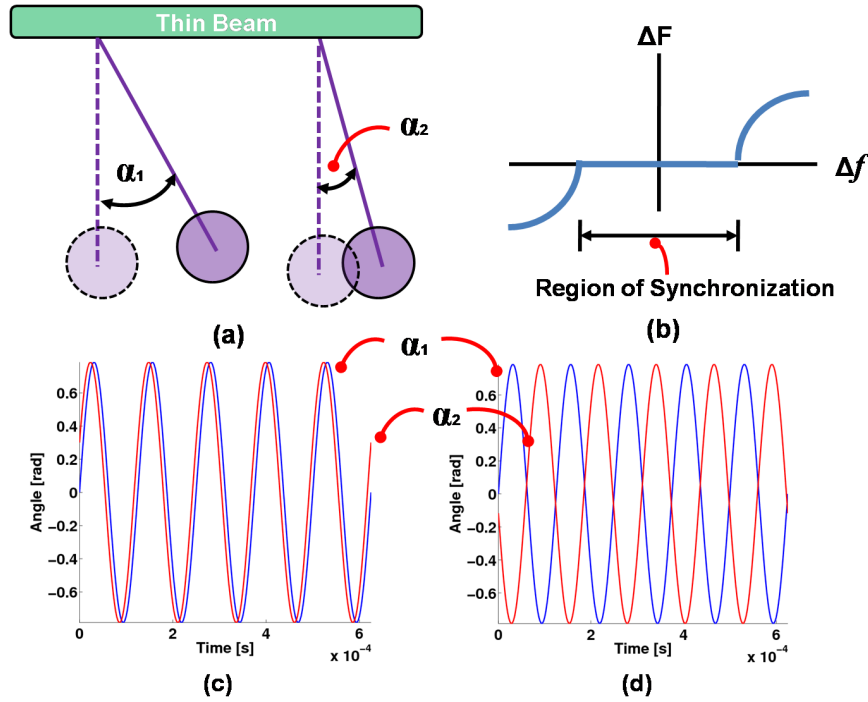 Thin Beam
α1
α2
(a)
ΔF
Δf
Region of Synchronization
(b)
α1
α2
Angle [rad]
0.6
0.4
0.2
0
−0.2
−0.4
−0.6
0 2 4 6
Time [s]
x 10⁻⁴
(c)
Angle [rad]
0.6
0.4
0.2
0
−0.2
−0.4
−0.6
0 2 4 6
Time [s]
x 10⁻⁴
(d)